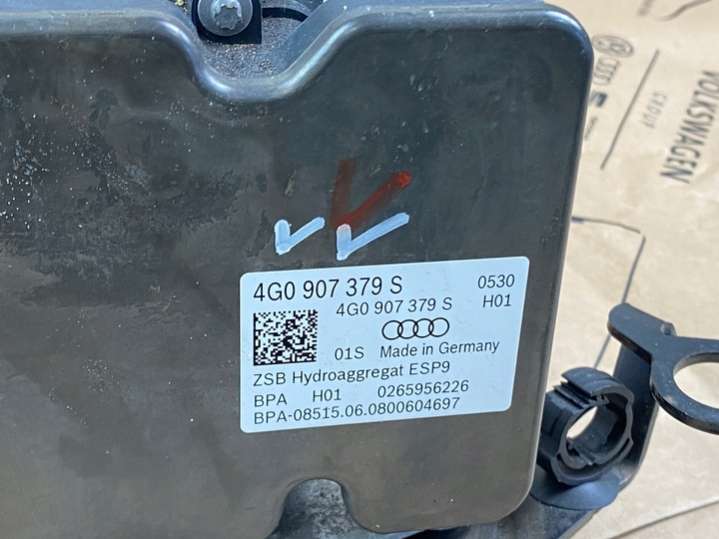 4G0 907 379 S 0530
4G0 907 379 S H01
01S Made in Germany
ZSB Hydroaggregat ESP9
BPA H01 0265956226
BPA-08515.06.0800604697
VOLKSWAGEN
GROUP